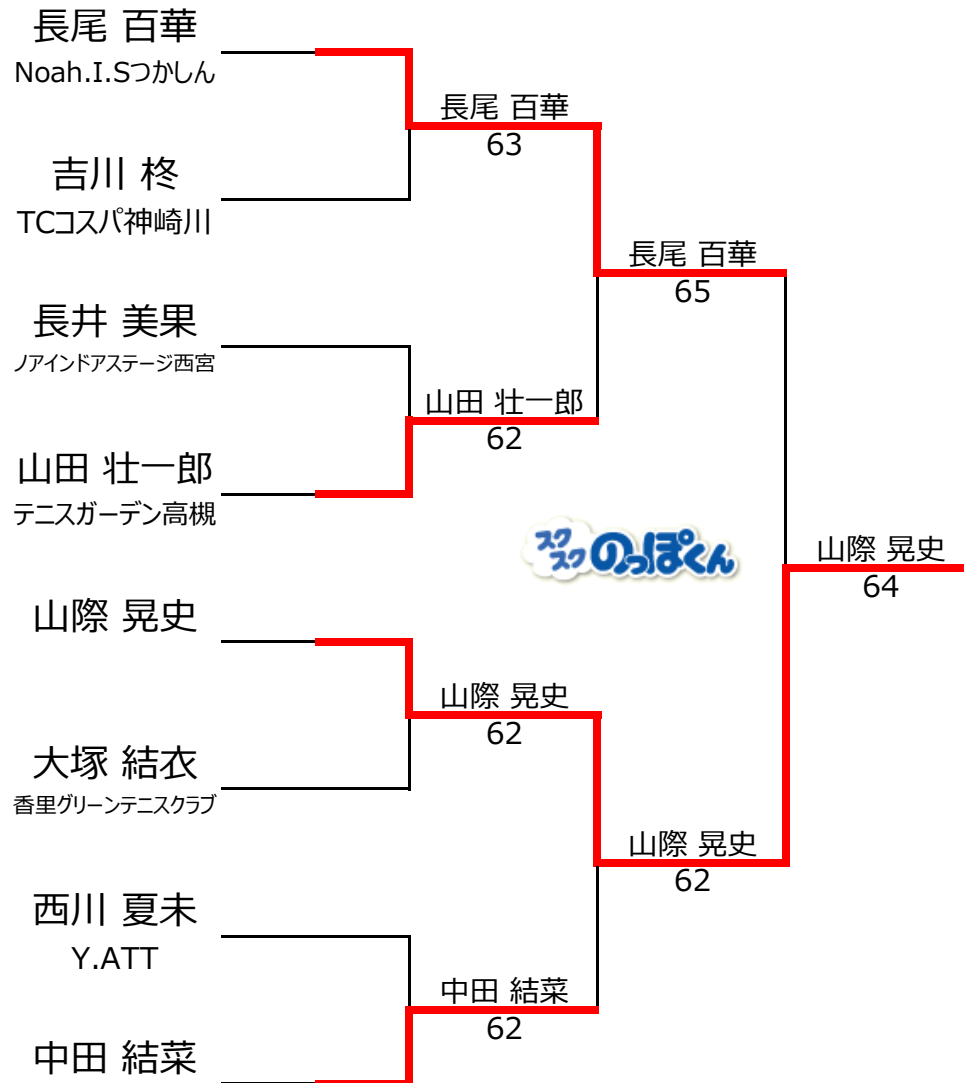 長尾 百華
Noah.I.Sつかしん
長尾 百華
63
吉川 柊
TCコスパ神崎川
長尾 百華
65
長井 美果
ノアインドアステージ西宮
山田 壮一郎
62
山田 壮一郎
テニスガーデン高槻
スクスク のっぽくん
山際 晃史
64
山際 晃史
山際 晃史
62
大塚 結衣
香里グリーンテニスクラブ
山際 晃史
62
西川 夏未
Y.ATT
中田 結菜
62
中田 結菜